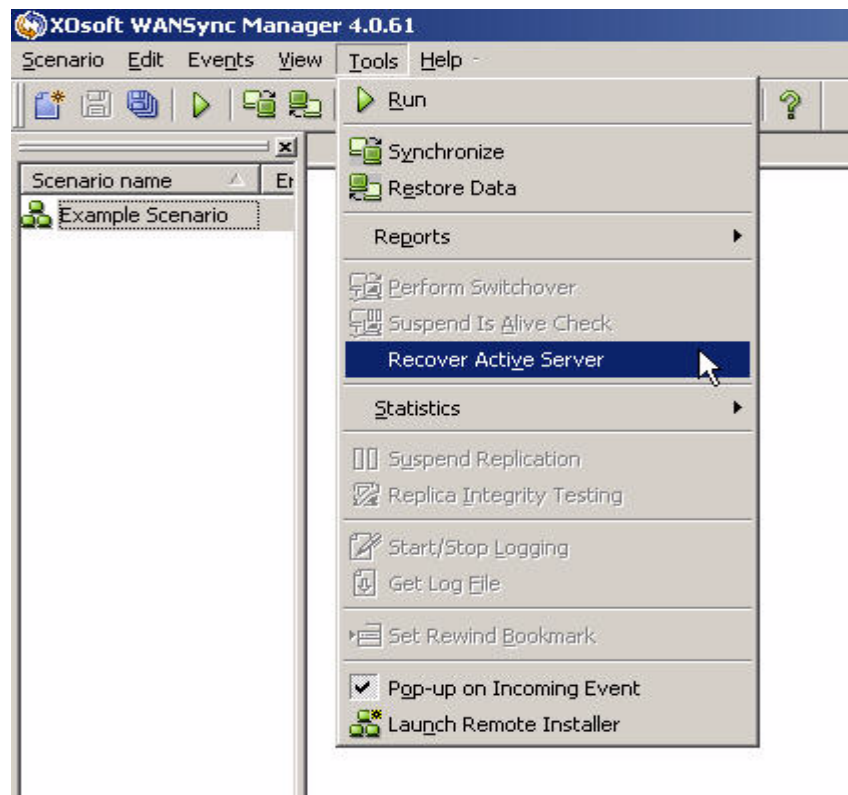 XOsoft WANSync Manager 4.0.61
Scenario Edit Events View Tools Help
Run
Synchronize
Restore Data
Reports
Perform Switchover
Suspend Is Alive Check
Recover Active Server
Statistics
Suspend Replication
Replica Integrity Testing
Start/Stop Logging
Get Log File
Set Rewind Bookmark
Pop-up on Incoming Event
Launch Remote Installer
Scenario name
Example Scenario